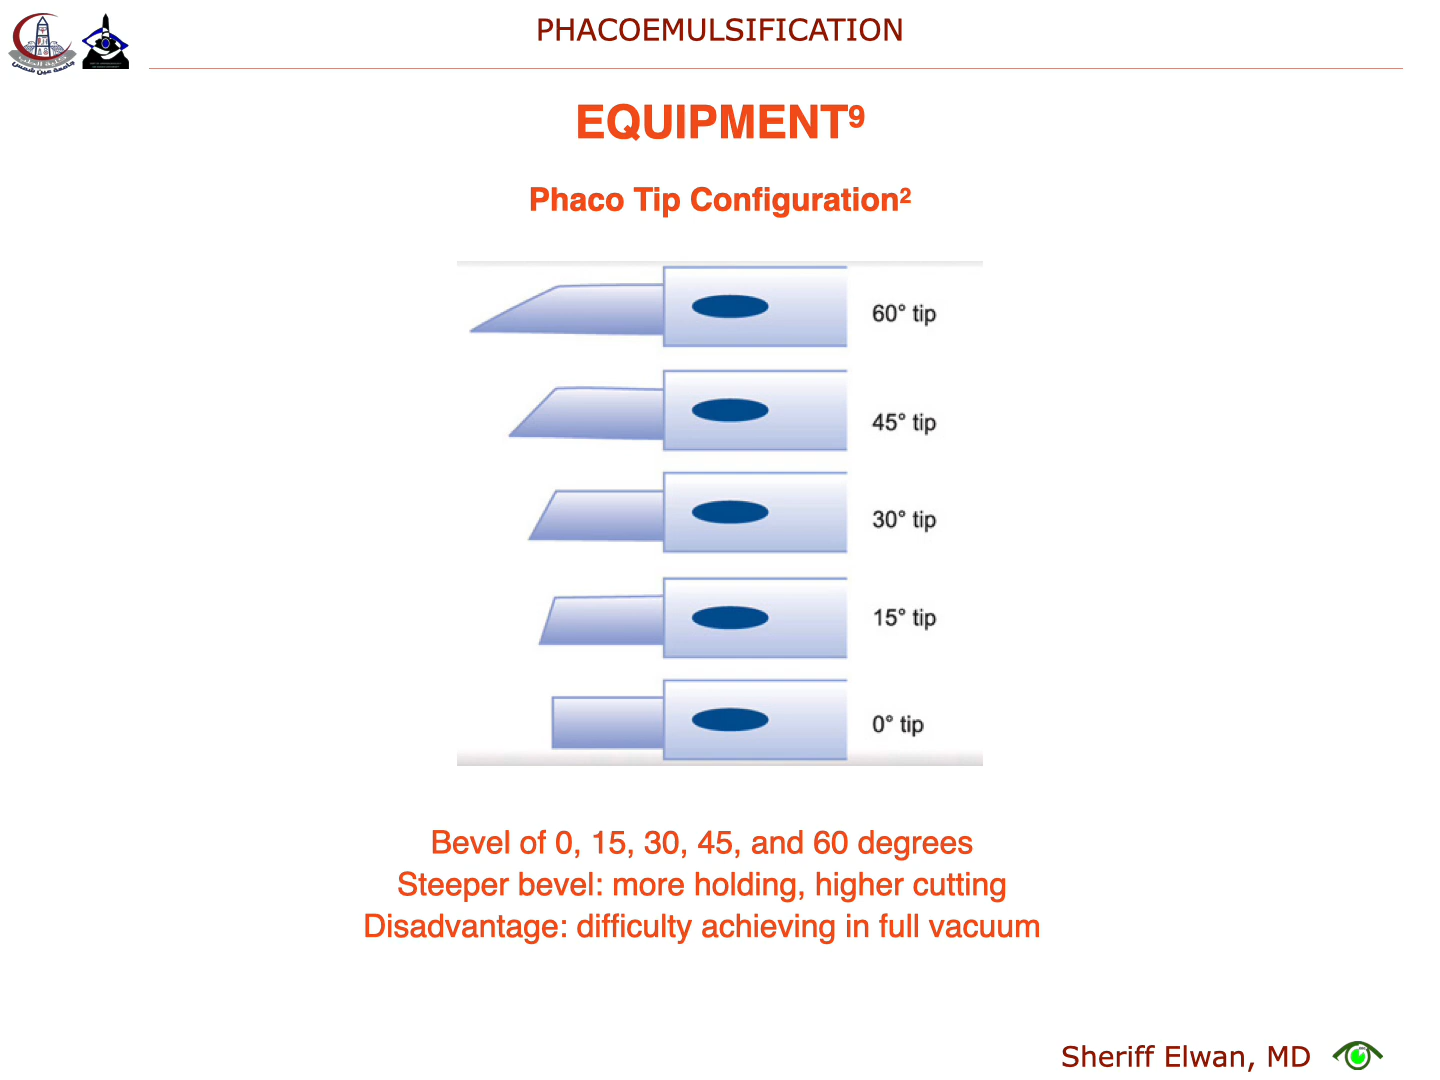 PHACOEMULSIFICATION
EQUIPMENT⁹
Phaco Tip Configuration²
60° tip
45° tip
30° tip
15° tip
0° tip
Bevel of 0, 15, 30, 45, and 60 degrees
Steeper bevel: more holding, higher cutting
Disadvantage: difficulty achieving in full vacuum
Sheriff Elwan, MD